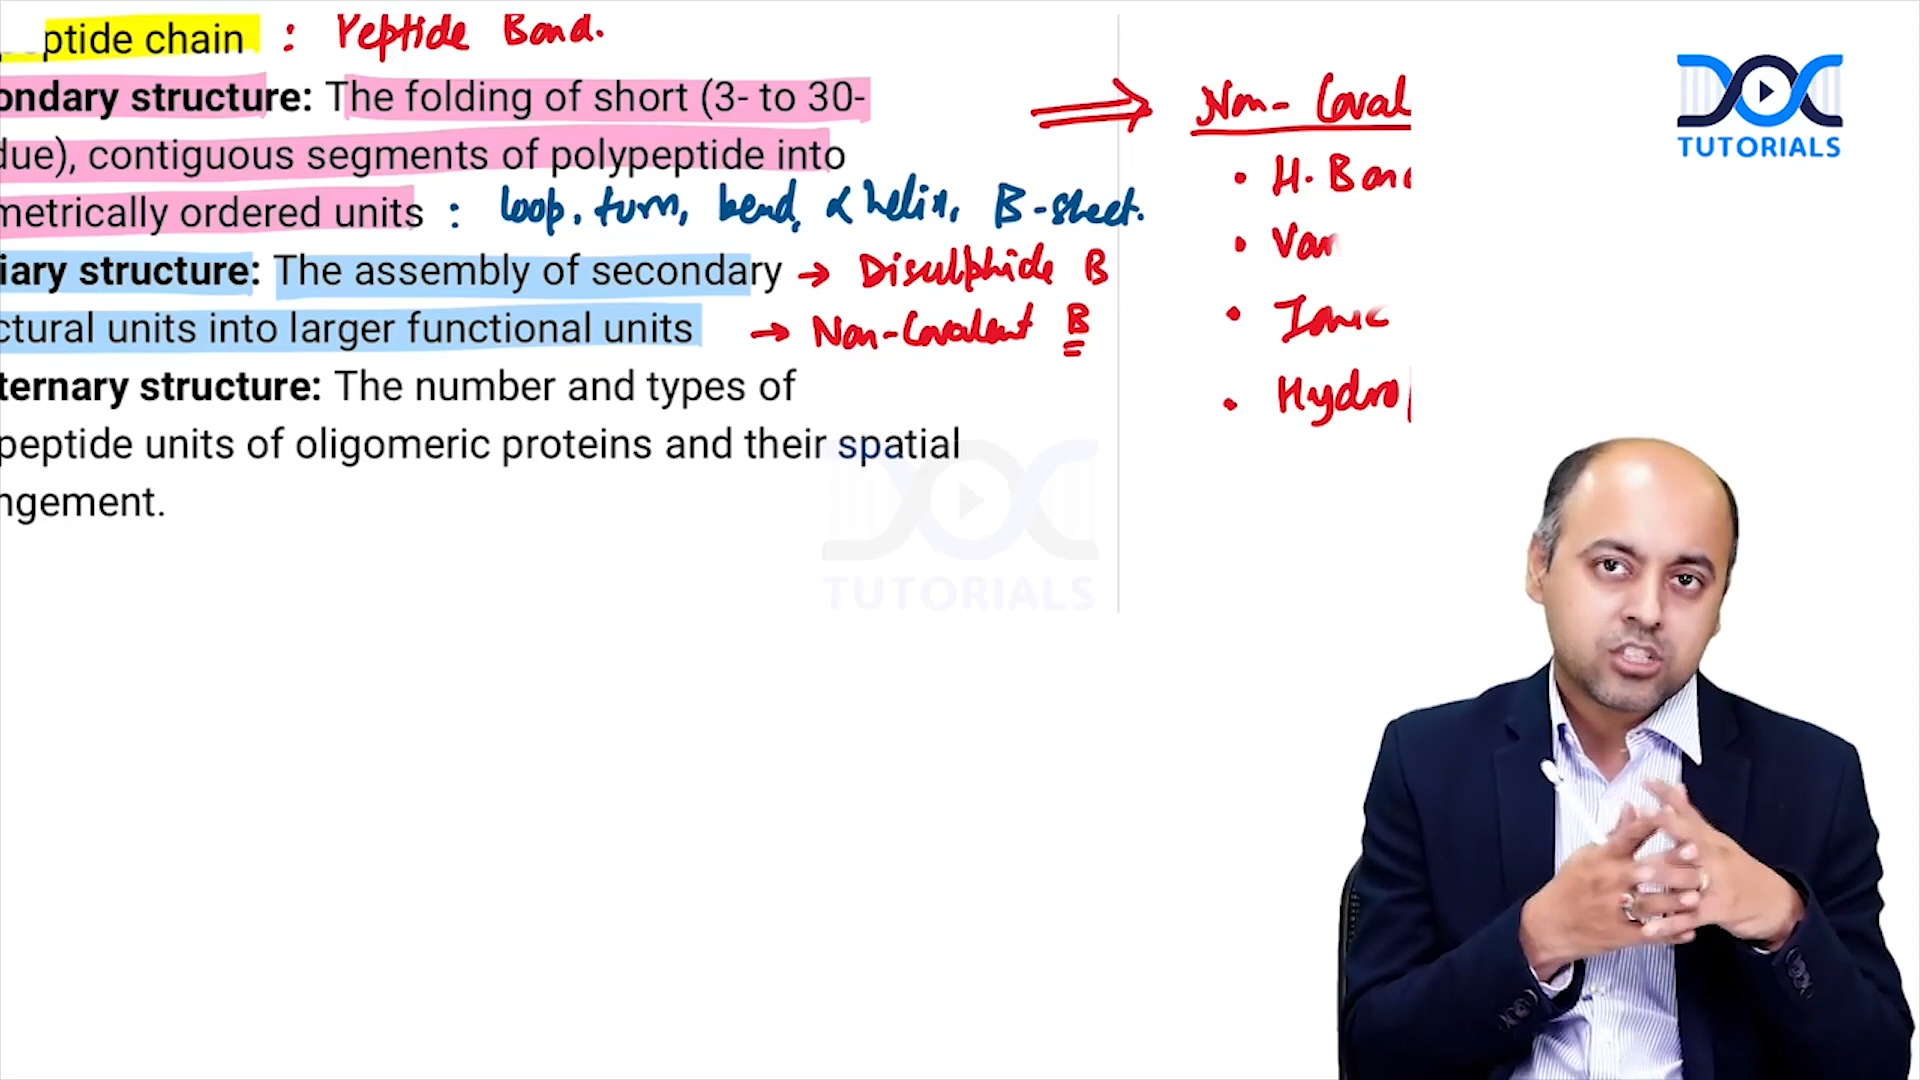 ptide chain : Peptide Bond.
ondary structure: The folding of short (3- to 30-
due), contiguous segments of polypeptide into
metrically ordered units : loop, turn, bend, α helix, B-sheet.
iary structure: The assembly of secondary → Disulphide B
ctural units into larger functional units → Non-Covalent B
ternary structure: The number and types of
peptide units of oligomeric proteins and their spatial
ngement.
⇒ Non-Coval
• H. Bon
• Van
• Ionic
• Hydro
DOC
TUTORIALS
DOC
TUTORIALS